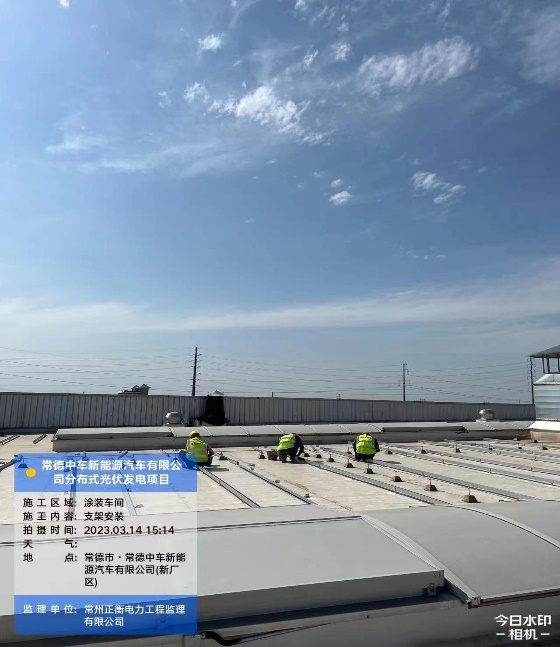 常德中车新能源汽车有限公
司分布式光伏发电项目
施工区域: 涂装车间
施工内容: 支架安装
拍摄时间: 2023.03.14 15:14
天气:
地点: 常德市·常德中车新能
源汽车有限公司(新厂
区)
监理单位: 常州正衡电力工程监理
有限公司
今日水印
-相机-